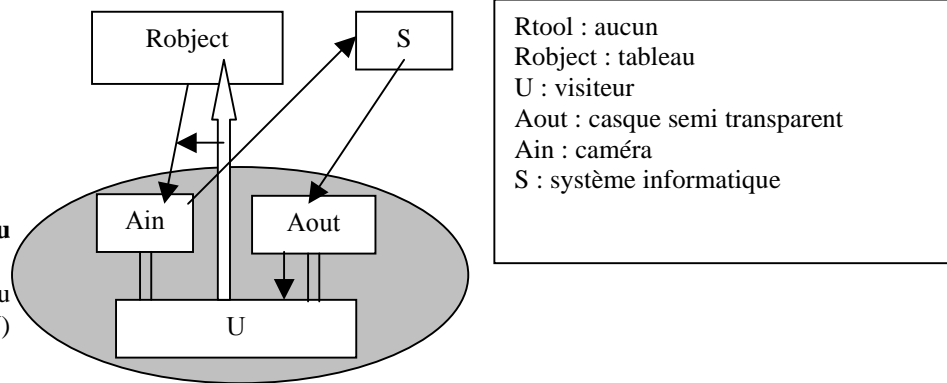 Robject
S
Rtool : aucun
Robject : tableau
U : visiteur
Aout : casque semi transparent
Ain : caméra
S : système informatique
Ain
Aout
U